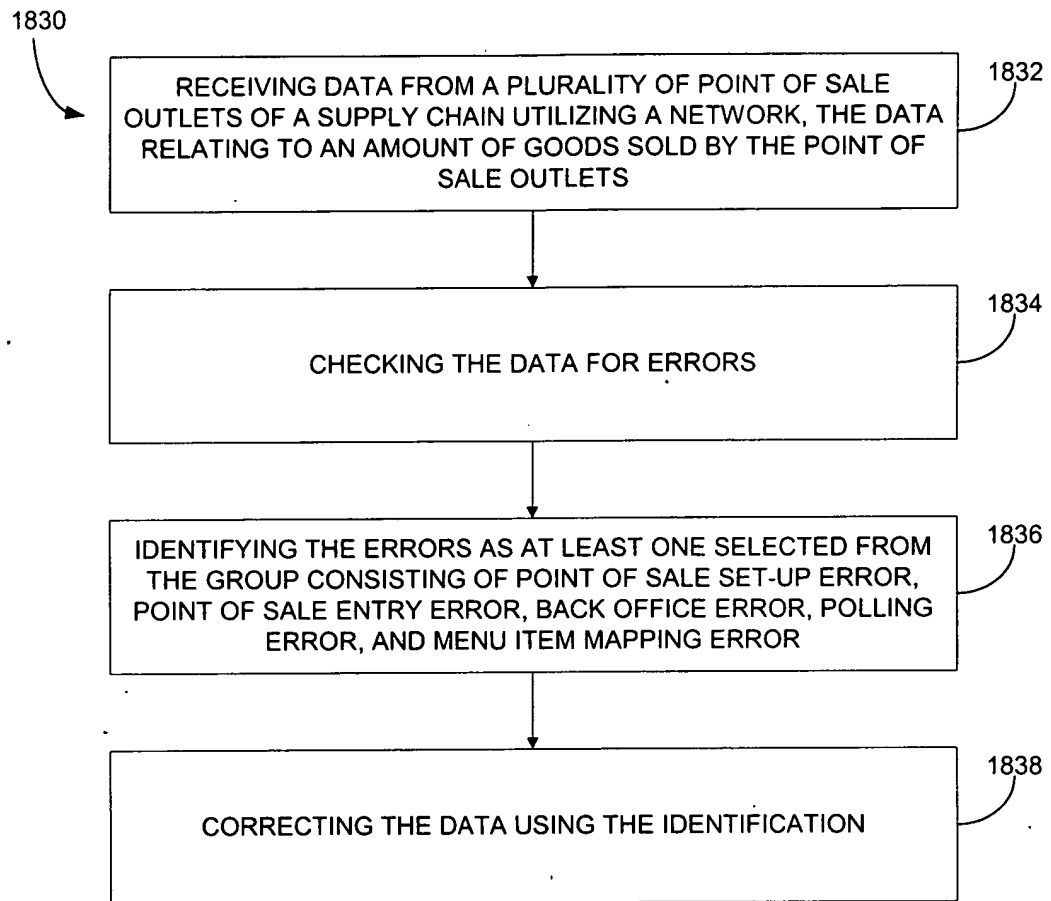 1830
RECEIVING DATA FROM A PLURALITY OF POINT OF SALE
OUTLETS OF A SUPPLY CHAIN UTILIZING A NETWORK, THE DATA
RELATING TO AN AMOUNT OF GOODS SOLD BY THE POINT OF
SALE OUTLETS
1832
CHECKING THE DATA FOR ERRORS
1834
IDENTIFYING THE ERRORS AS AT LEAST ONE SELECTED FROM
THE GROUP CONSISTING OF POINT OF SALE SET-UP ERROR,
POINT OF SALE ENTRY ERROR, BACK OFFICE ERROR, POLLING
ERROR, AND MENU ITEM MAPPING ERROR
1836
CORRECTING THE DATA USING THE IDENTIFICATION
1838